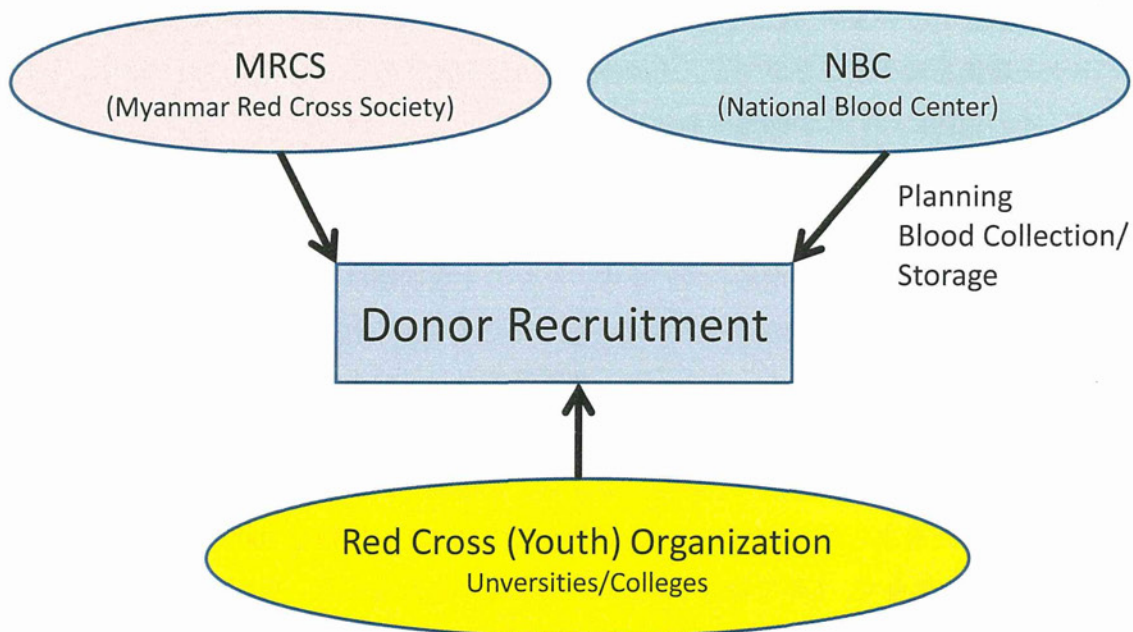 MRCS
(Myanmar Red Cross Society)
NBC
(National Blood Center)
Planning
Blood Collection/
Storage
Donor Recruitment
Red Cross (Youth) Organization
Unversities/Colleges